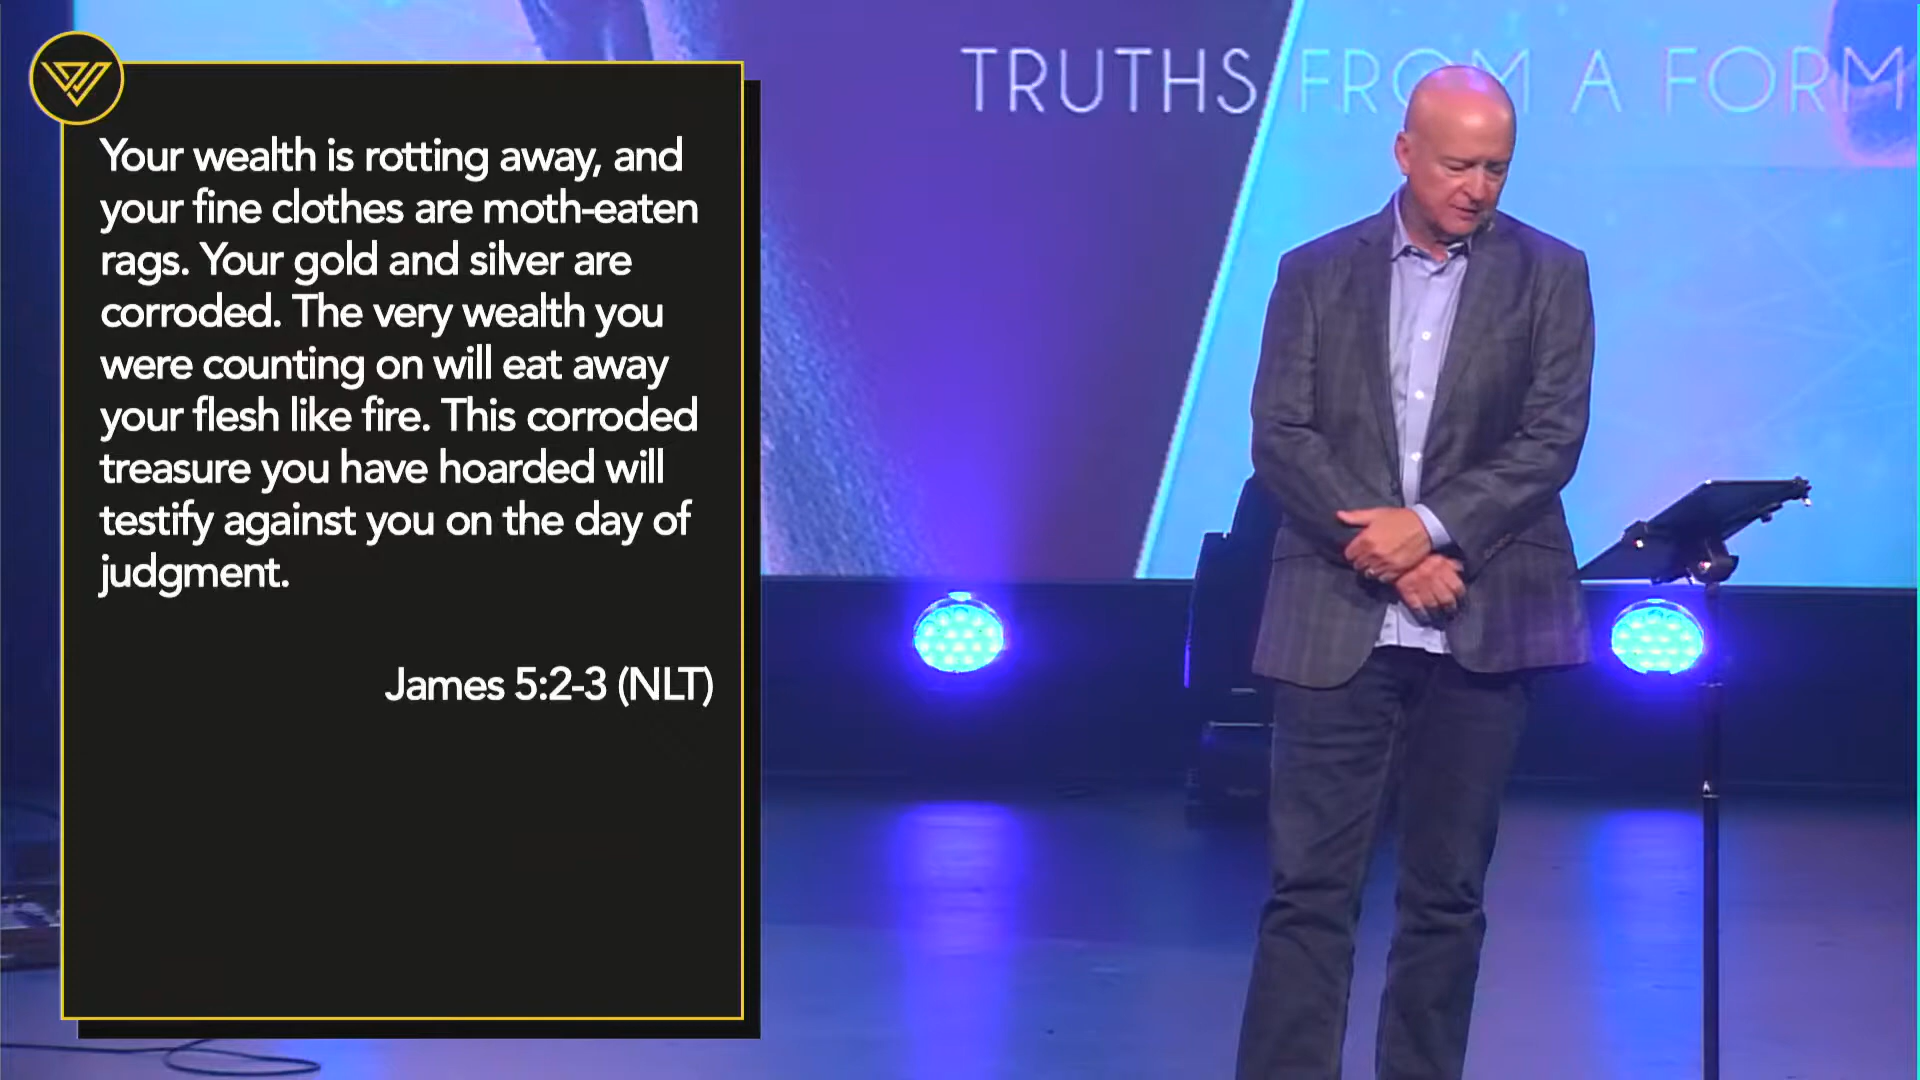 TRUTHS FROM A FORM
Your wealth is rotting away, and
your fine clothes are moth-eaten
rags. Your gold and silver are
corroded. The very wealth you
were counting on will eat away
your flesh like fire. This corroded
treasure you have hoarded will
testify against you on the day of
judgment.
James 5:2-3 (NLT)